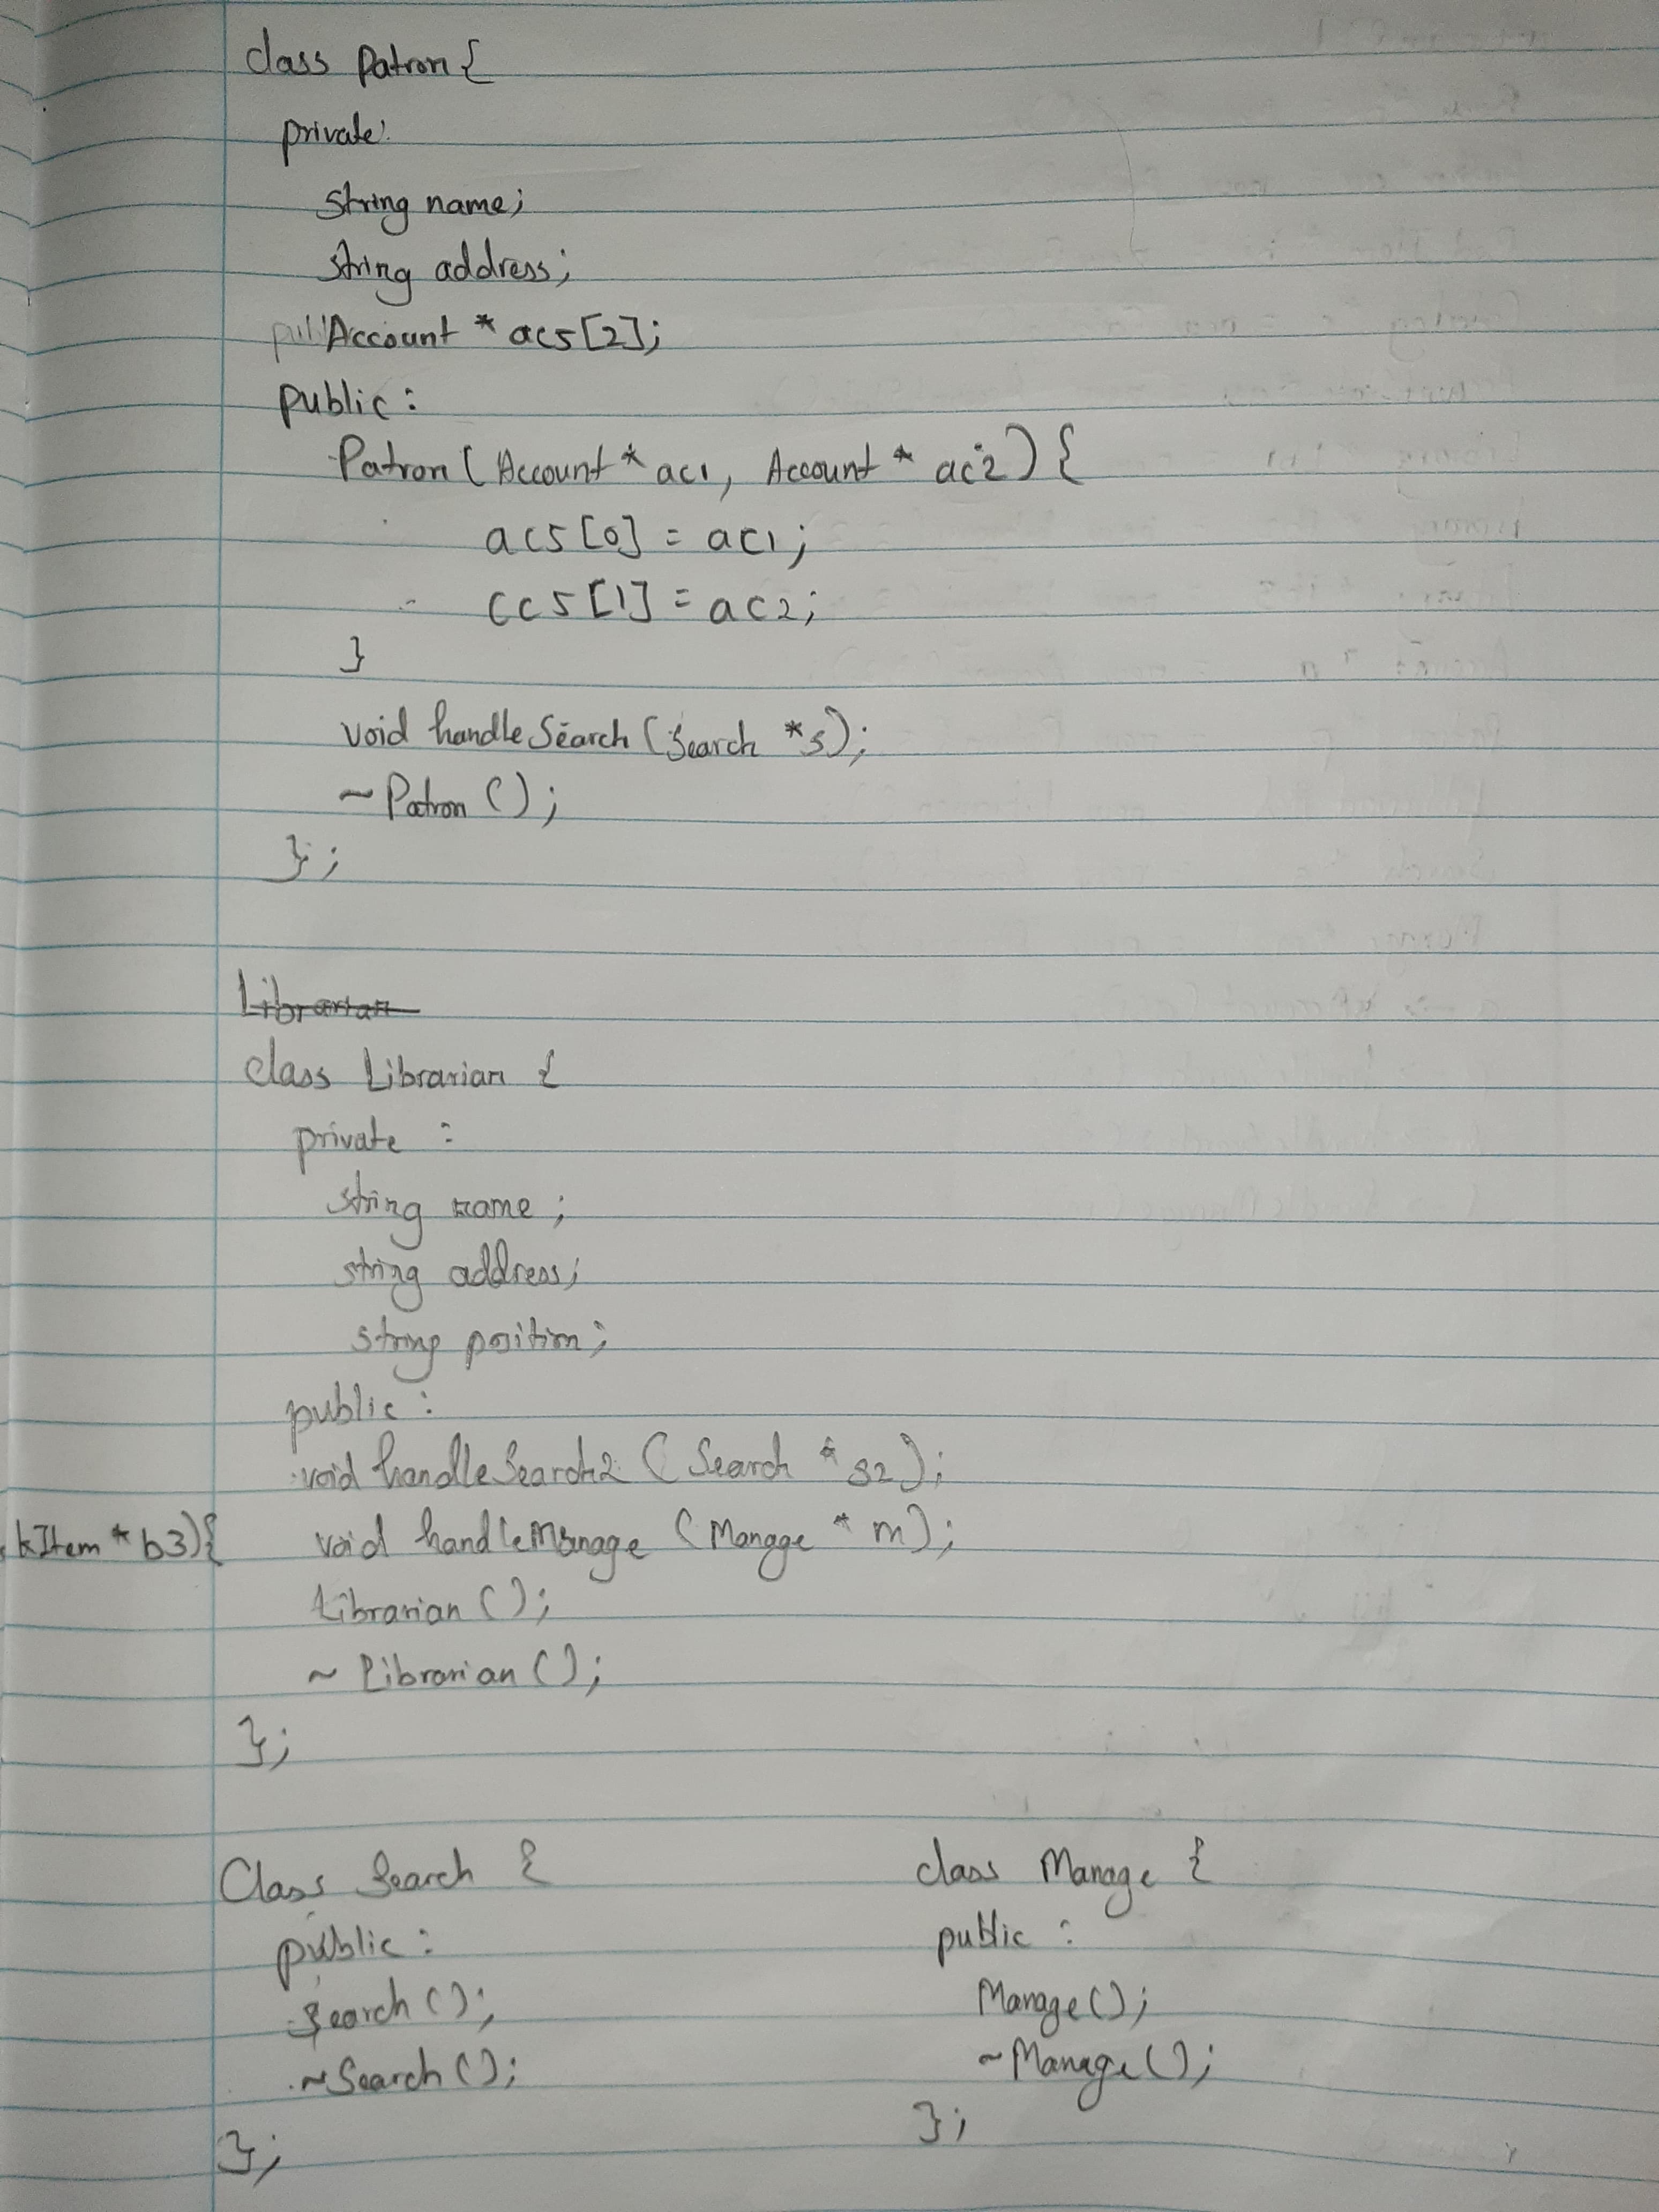 class Patron {
private:
string name;
string address;
Account * acs[2];
public:
Patron ( Account * ac1, Account * ac2 ) {
acs[0] = ac1;
ccs[1] = ac2;
}
void handleSearch (Search *s);
~ Patron ();
};
Librarian
class Librarian {
private :
string name ;
string address;
string position;
public :
void handleSearch2 ( Search * s2 );
kItem * b3){ void handleManage ( Manage * m );
Librarian ();
~ Librarian ();
};
Class Search {
public :
Search ();
~Search ();
};
class Manage {
public :
Manage();
~Manage();
};